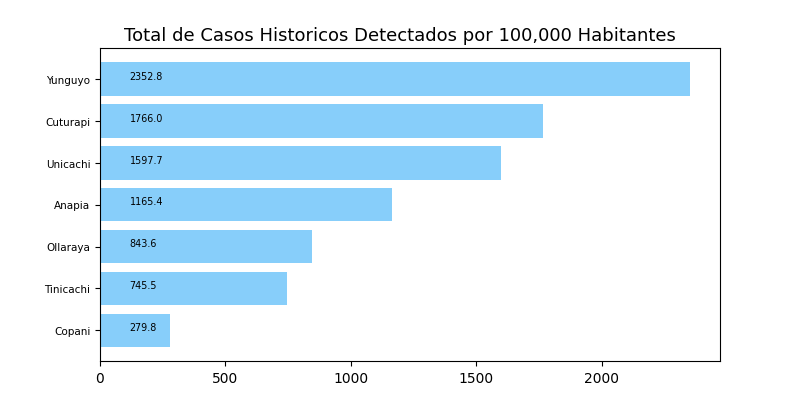 Total de Casos Historicos Detectados por 100,000 Habitantes
Yunguyo 2352.8
Cuturapi 1766.0
Unicachi 1597.7
Anapia 1165.4
Ollaraya 843.6
Tinicachi 745.5
Copani 279.8
0 500 1000 1500 2000